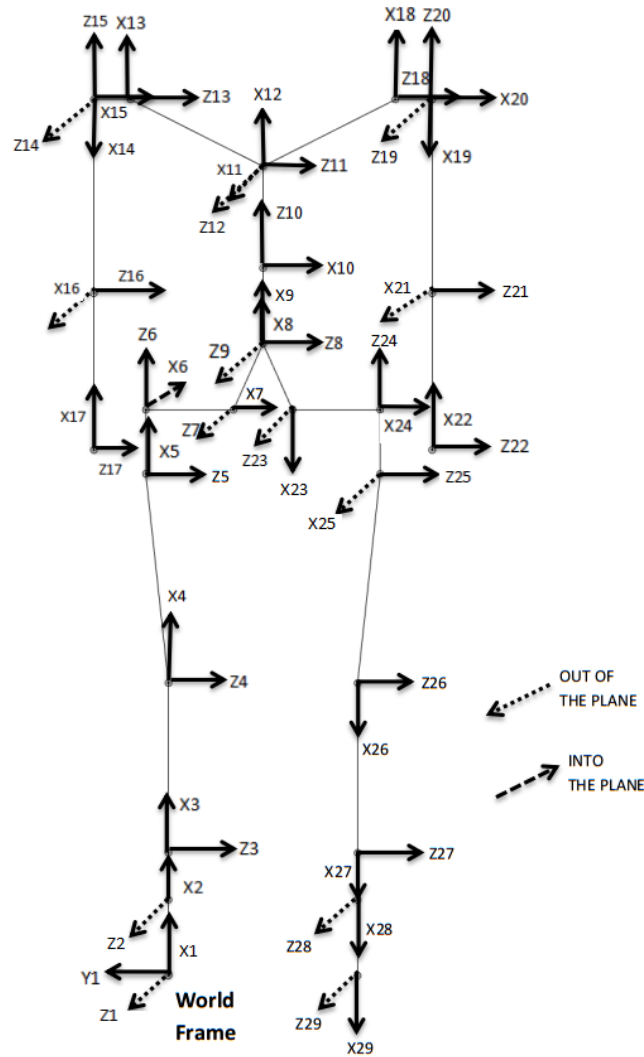 Z15 X13 X18 Z20
X12
X15 Z13 Z18 X20
Z14 X14 Z19 X19
X11 Z11
Z12
Z10
X10
X16 Z16 X21 Z21
X9
X8
Z6 Z9 Z8 Z24
X6
X7
X17 Z7 Z23 X24 X22
X5
Z17 Z5 X23 Z25 Z22
X25
X4
Z4 Z26
OUT OF
THE PLANE
X26
INTO
THE PLANE
X3
Z3 Z27
X27
X2
Z2 X1 Z28 X28
Y1
Z1 World
Frame
Z29
X29